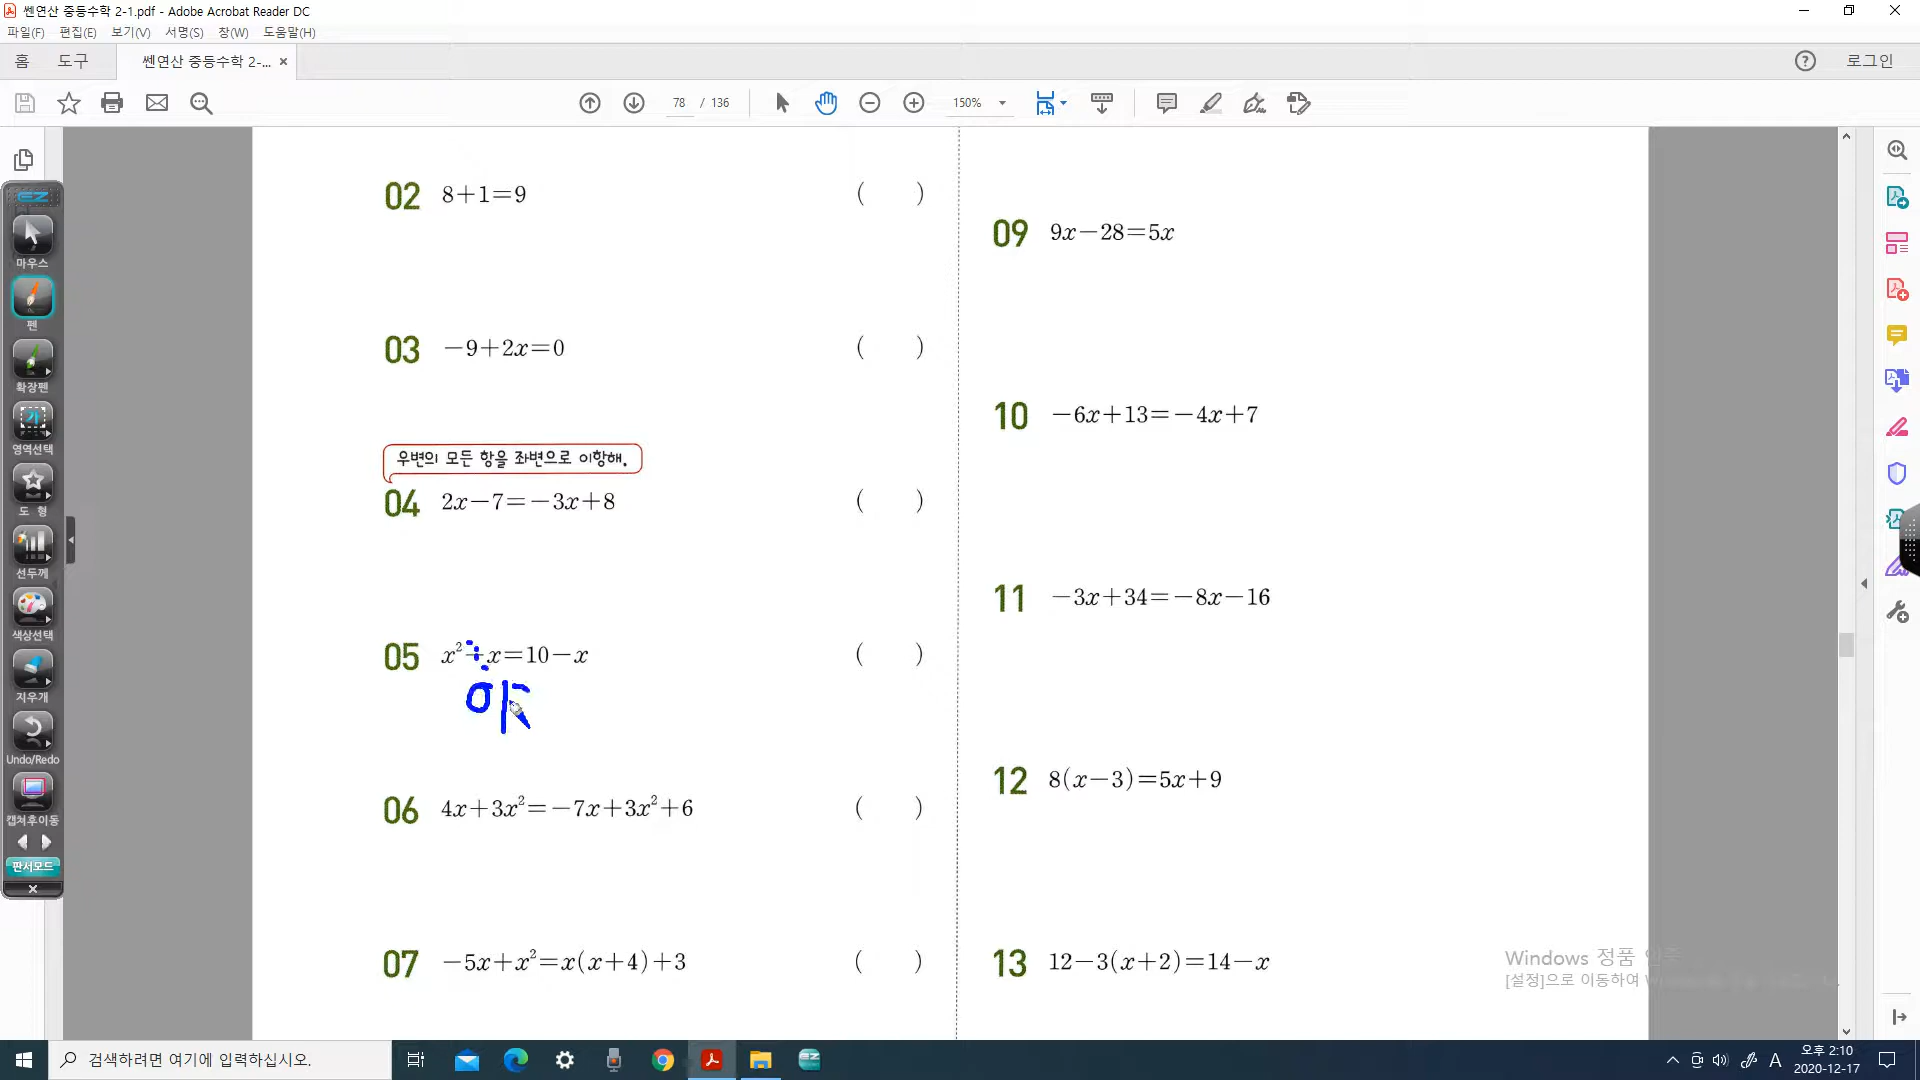 쎈연산 중등수학 2-1.pdf - Adobe Acrobat Reader DC
파일(F) 편집(E) 보기(V) 서명(S) 창(W) 도움말(H)
홈 도구 쎈연산 중등수학 2-... × 로그인
78 / 136 150%
EZ
마우스
펜
확장펜
영역선택
도 형
선두께
색상선택
지우개
Undo/Redo
캡쳐후이동
판서모드
02 8+1=9 ( )
03 -9+2x=0 ( )
우변의 모든 항을 좌변으로 이항해.
04 2x-7=-3x+8 ( )
05 x²-x=10-x ( )
06 4x+3x²=-7x+3x²+6 ( )
07 -5x+x²=x(x+4)+3 ( )
09 9x-28=5x
10 -6x+13=-4x+7
11 -3x+34=-8x-16
12 8(x-3)=5x+9
13 12-3(x+2)=14-x
Windows 정품 인증
[설정]으로 이동하여
검색하려면 여기에 입력하십시오.
A 오후 2:10
2020-12-17